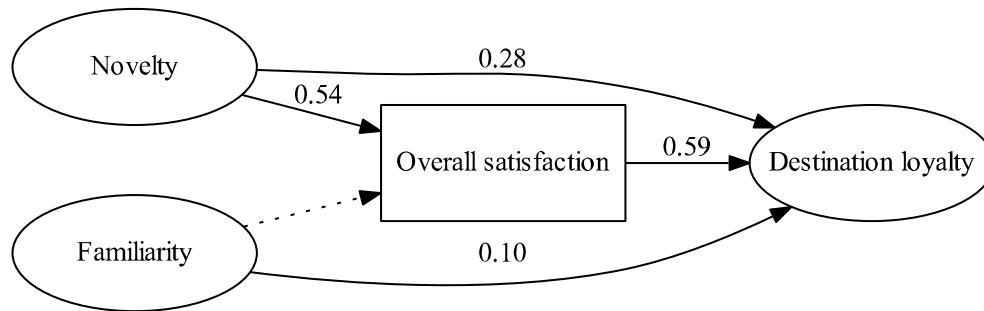 Novelty
0.28
0.54
Overall satisfaction
0.59
Destination loyalty
Familiarity
0.10